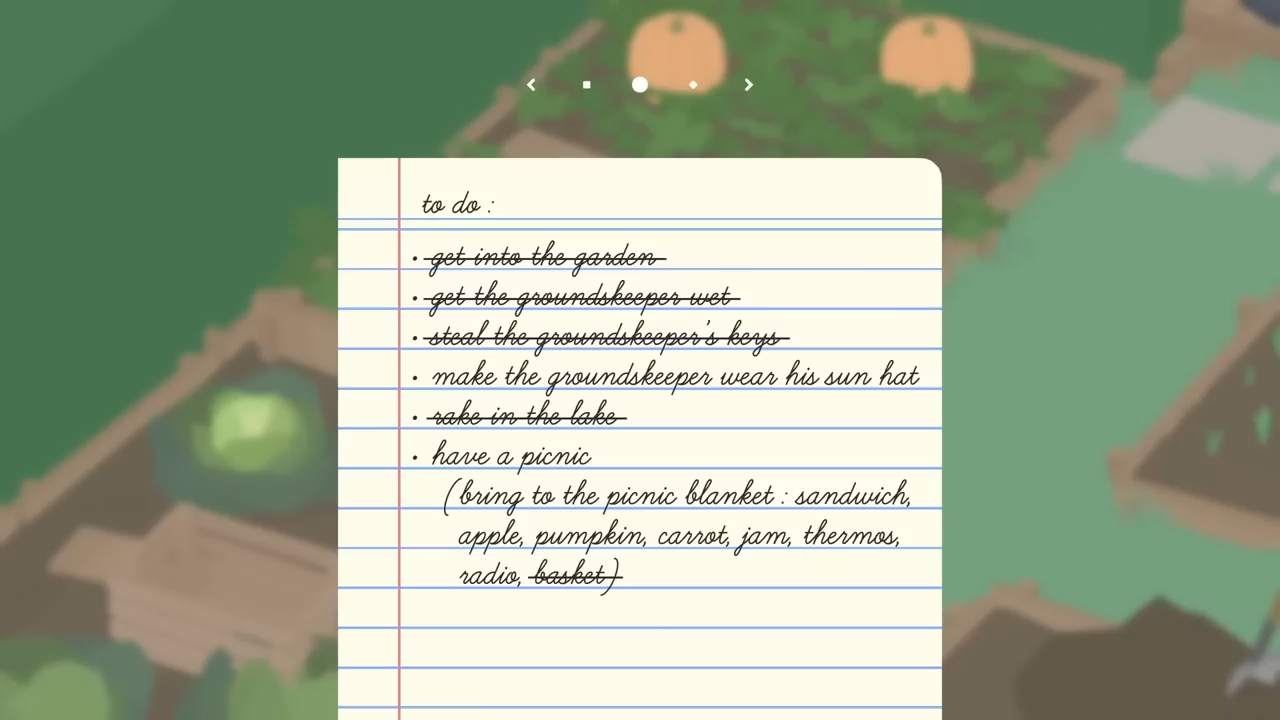 to do :
• get into the garden
• get the groundskeeper wet
• steal the groundskeeper's keys
• make the groundskeeper wear his sun hat
• rake in the lake
• have a picnic
(bring to the picnic blanket : sandwich,
apple, pumpkin, carrot, jam, thermos,
radio, basket)